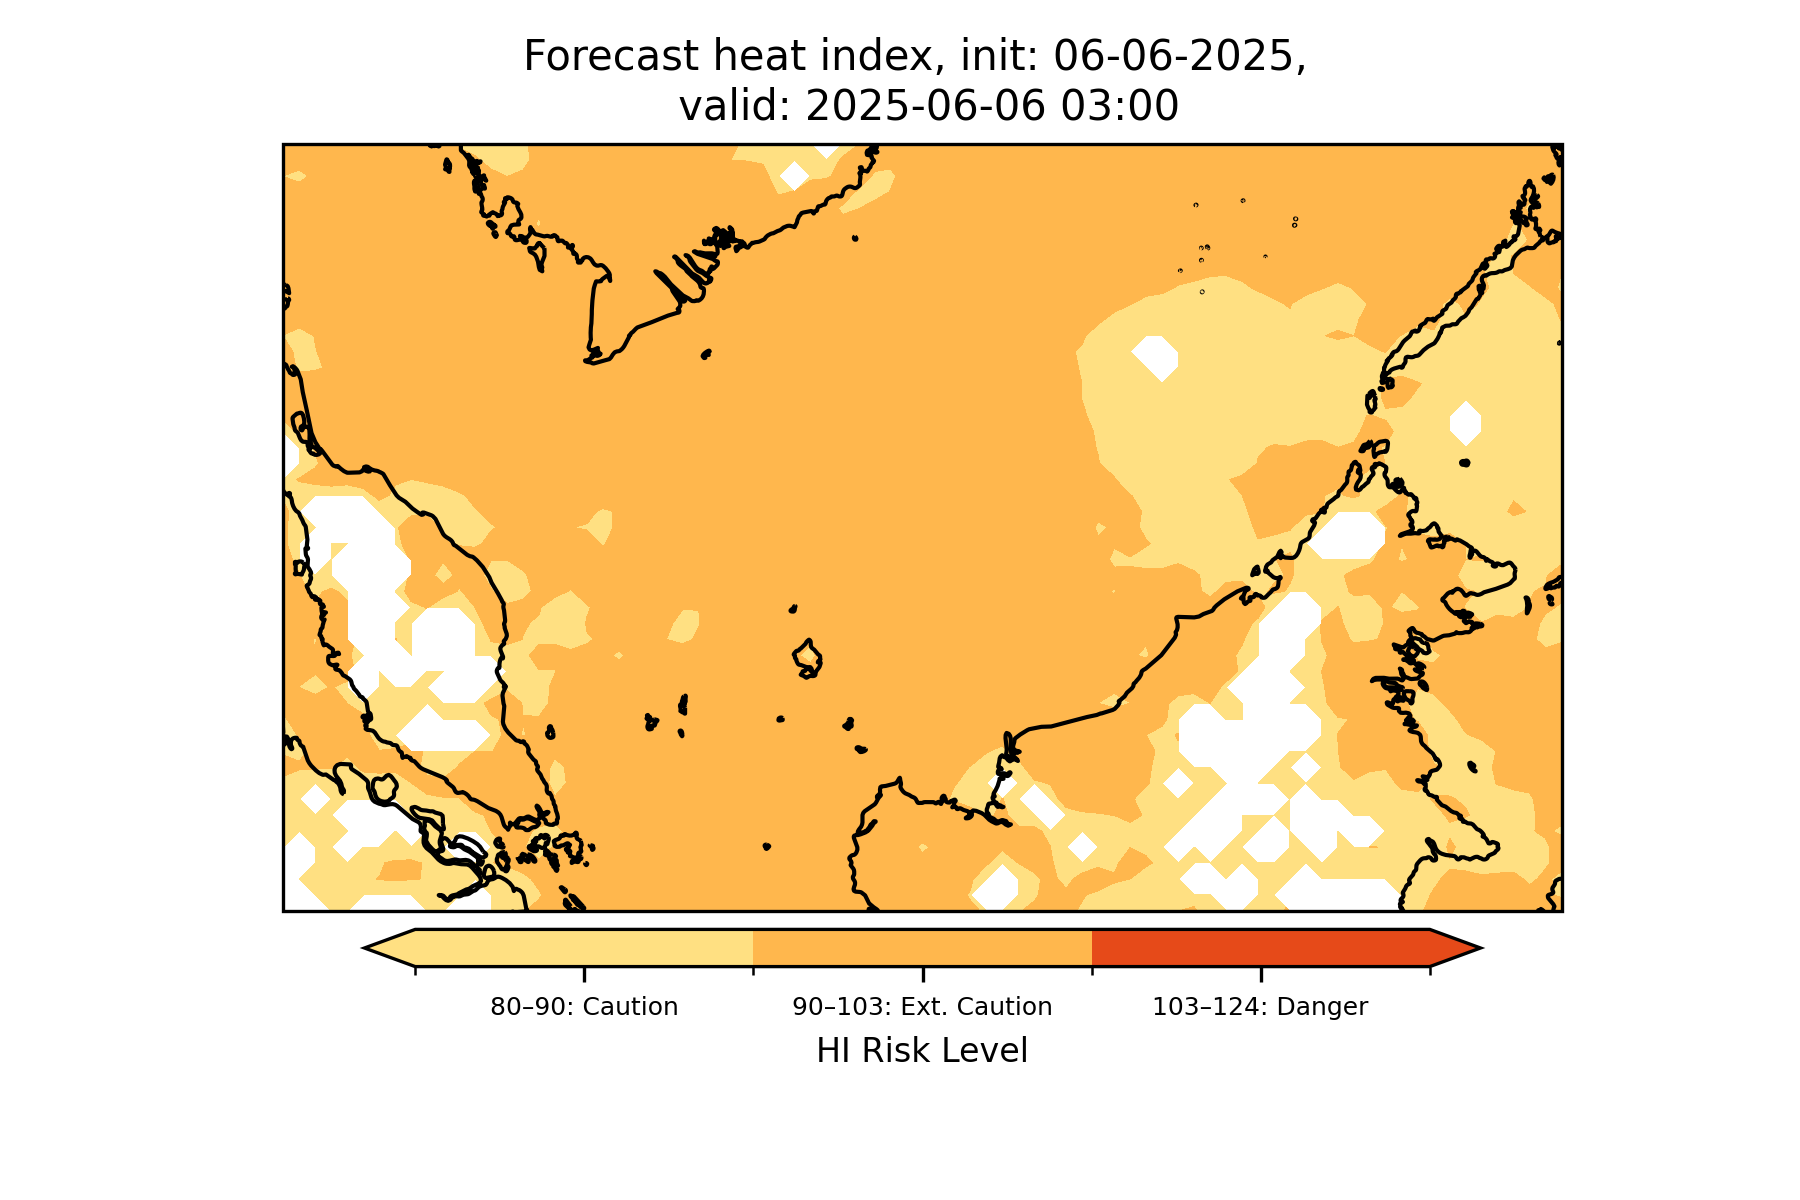 Forecast heat index, init: 06-06-2025,
valid: 2025-06-06 03:00
80–90: Caution
90–103: Ext. Caution
103–124: Danger
HI Risk Level